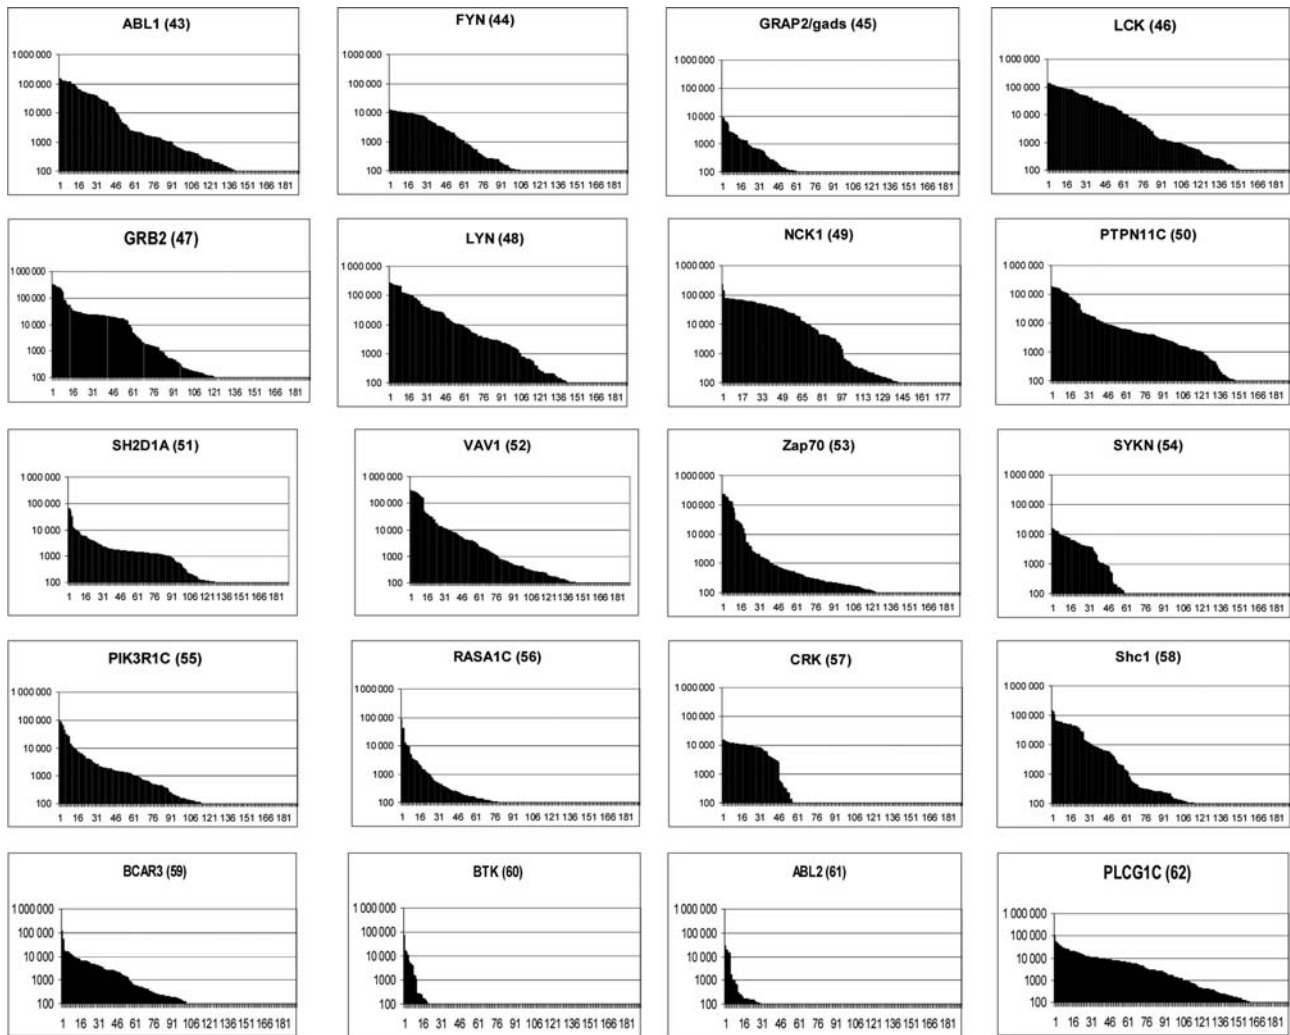 ABL1 (43)
1 000 000
100 000
10 000
1000
100
1 16 31 46 61 76 91 106 121 136 151 166 181
FYN (44)
1 000 000
100 000
10 000
1000
100
1 16 31 46 61 76 91 106 121 136 151 166 181
GRAP2/gads (45)
1 000 000
100 000
10 000
1000
100
1 16 31 46 61 76 91 106 121 136 151 166 181
LCK (46)
1 000 000
100 000
10 000
1000
100
1 16 31 46 61 76 91 106 121 136 151 166 181
GRB2 (47)
1 000 000
100 000
10 000
1000
100
1 16 31 46 61 76 91 106 121 136 151 166 181
LYN (48)
1 000 000
100 000
10 000
1000
100
1 16 31 46 61 76 91 106 121 136 151 166 181
NCK1 (49)
1 000 000
100 000
10 000
1000
100
1 17 33 49 65 81 97 113 129 145 161 177
PTPN11C (50)
1 000 000
100 000
10 000
1000
100
1 16 31 46 61 76 91 106 121 136 151 166 181
SH2D1A (51)
1 000 000
100 000
10 000
1000
100
1 16 31 46 61 76 91 106 121 136 151 166 181
VAV1 (52)
1 000 000
100 000
10 000
1000
100
1 16 31 46 61 76 91 106 121 136 151 166 181
Zap70 (53)
1 000 000
100 000
10 000
1000
100
1 16 31 46 61 76 91 106 121 136 151 166 181
SYKN (54)
1 000 000
100 000
10 000
1000
100
1 16 31 46 61 76 91 106 121 136 151 166 181
PIK3R1C (55)
1 000 000
100 000
10 000
1000
100
1 16 31 46 61 76 91 106 121 136 151 166 181
RASA1C (56)
1 000 000
100 000
10 000
1000
100
1 16 31 46 61 76 91 106 121 136 151 166 181
CRK (57)
1 000 000
100 000
10 000
1000
100
1 16 31 46 61 76 91 106 121 136 151 166 181
Shc1 (58)
1 000 000
100 000
10 000
1000
100
1 16 31 46 61 76 91 106 121 136 151 166 181
BCAR3 (59)
1 000 000
100 000
10 000
1000
100
1 16 31 46 61 76 91 106 121 136 151 166 181
BTK (60)
1 000 000
100 000
10 000
1000
100
1 16 31 46 61 76 91 106 121 136 151 166 181
ABL2 (61)
1 000 000
100 000
10 000
1000
100
1 16 31 46 61 76 91 106 121 136 151 166 181
PLCG1C (62)
1 000 000
100 000
10 000
1000
100
1 16 31 46 61 76 91 106 121 136 151 166 181